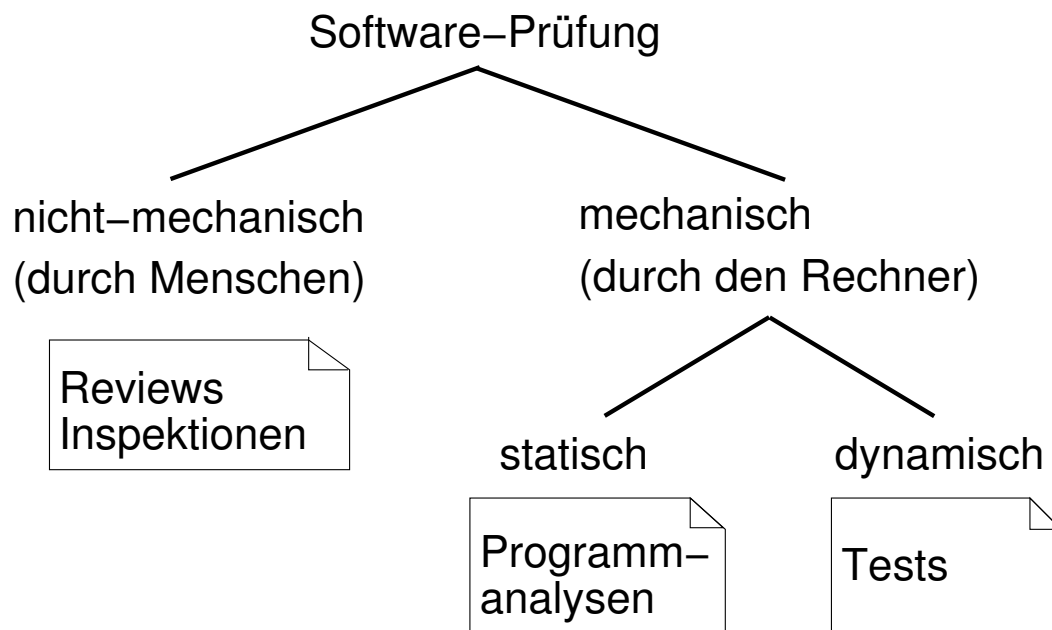 Software−Prüfung
nicht−mechanisch
(durch Menschen)
mechanisch
(durch den Rechner)
Reviews
Inspektionen
statisch
dynamisch
Programm−
analysen
Tests